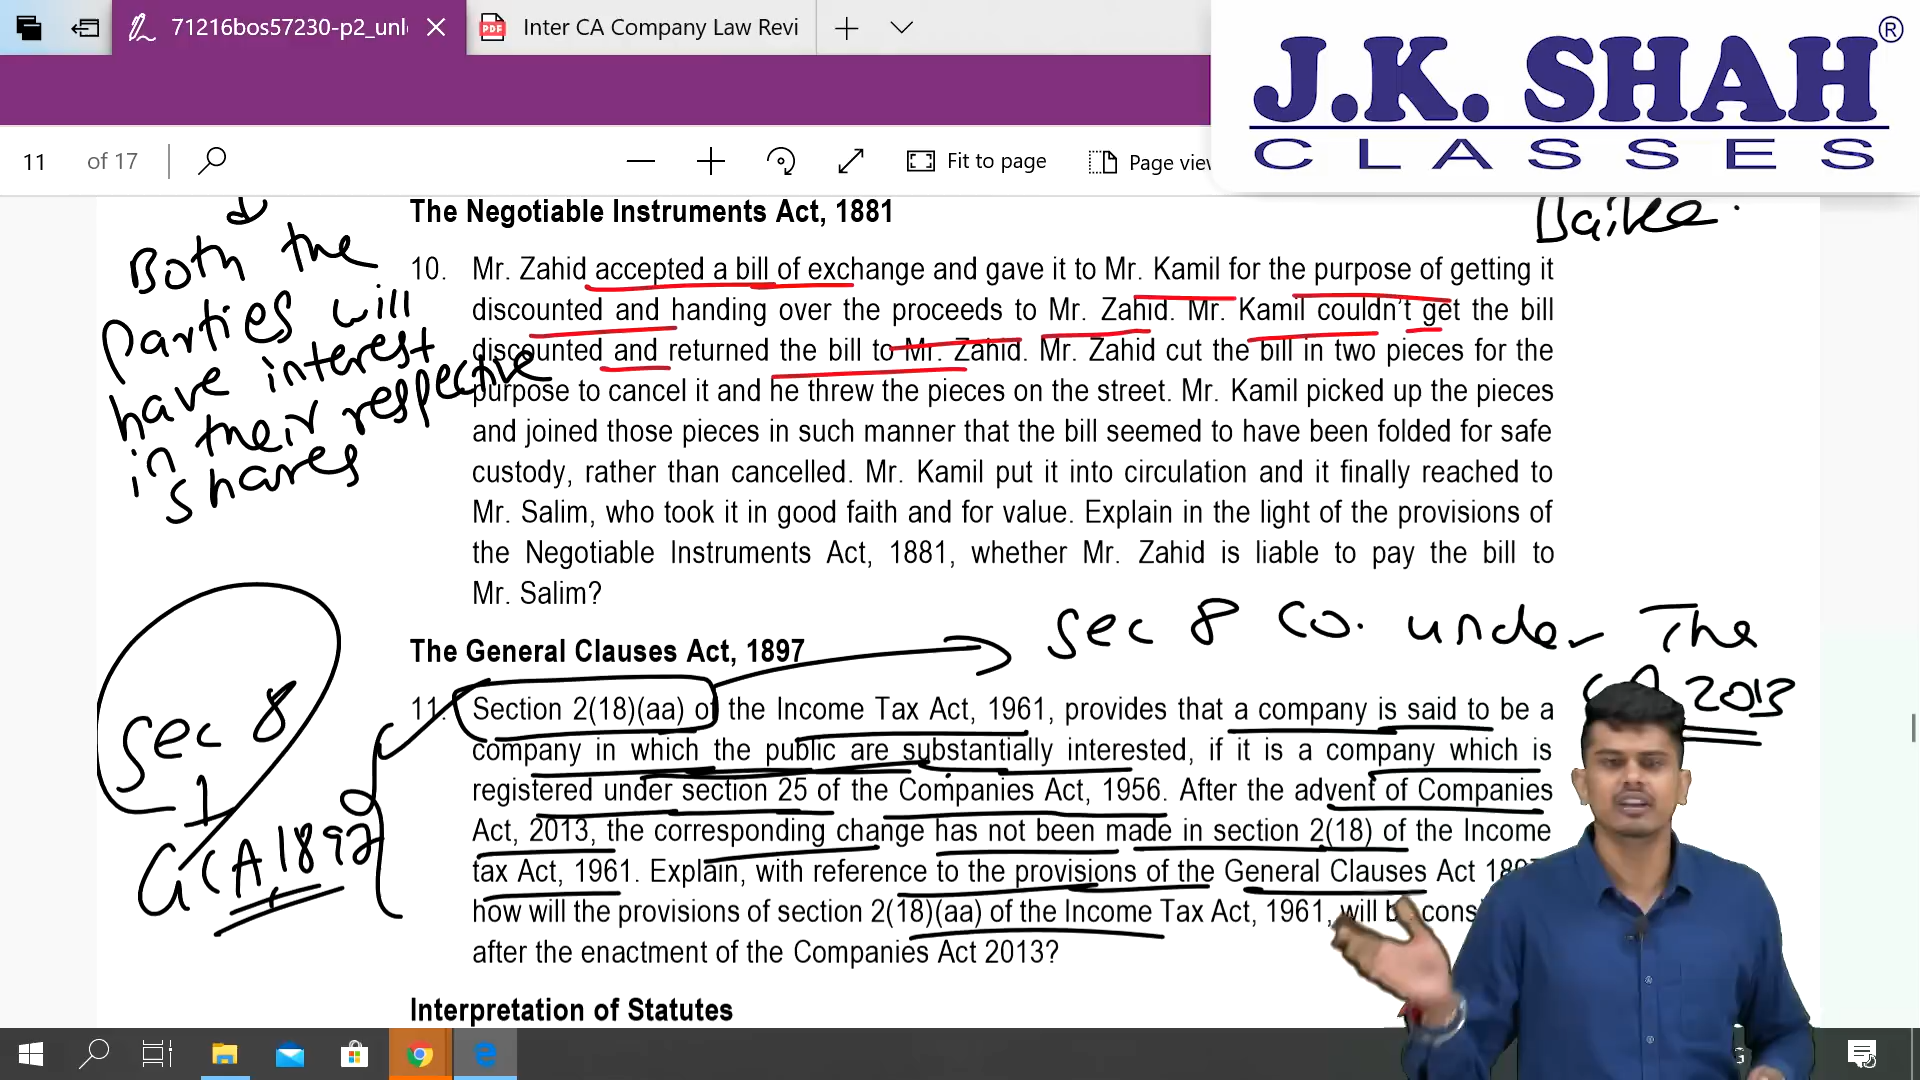 71216bos57230-p2_unl
Inter CA Company Law Revi
J.K. SHAH®
CLASSES
11 of 17
Fit to page
Page view
The Negotiable Instruments Act, 1881
10. Mr. Zahid accepted a bill of exchange and gave it to Mr. Kamil for the purpose of getting it
discounted and handing over the proceeds to Mr. Zahid. Mr. Kamil couldn't get the bill
discounted and returned the bill to Mr. Zahid. Mr. Zahid cut the bill in two pieces for the
purpose to cancel it and he threw the pieces on the street. Mr. Kamil picked up the pieces
and joined those pieces in such manner that the bill seemed to have been folded for safe
custody, rather than cancelled. Mr. Kamil put it into circulation and it finally reached to
Mr. Salim, who took it in good faith and for value. Explain in the light of the provisions of
the Negotiable Instruments Act, 1881, whether Mr. Zahid is liable to pay the bill to
Mr. Salim?
Both the
Parties will
have interest
in their respective
shares
The General Clauses Act, 1897
Sec 8 Co. under The
2013
11. Section 2(18)(aa) of the Income Tax Act, 1961, provides that a company is said to be a
company in which the public are substantially interested, if it is a company which is
registered under section 25 of the Companies Act, 1956. After the advent of Companies
Act, 2013, the corresponding change has not been made in section 2(18) of the Income
tax Act, 1961. Explain, with reference to the provisions of the General Clauses Act
how will the provisions of section 2(18)(aa) of the Income Tax Act, 1961, will
after the enactment of the Companies Act 2013?
Sec 8
GCA, 1897
Interpretation of Statutes